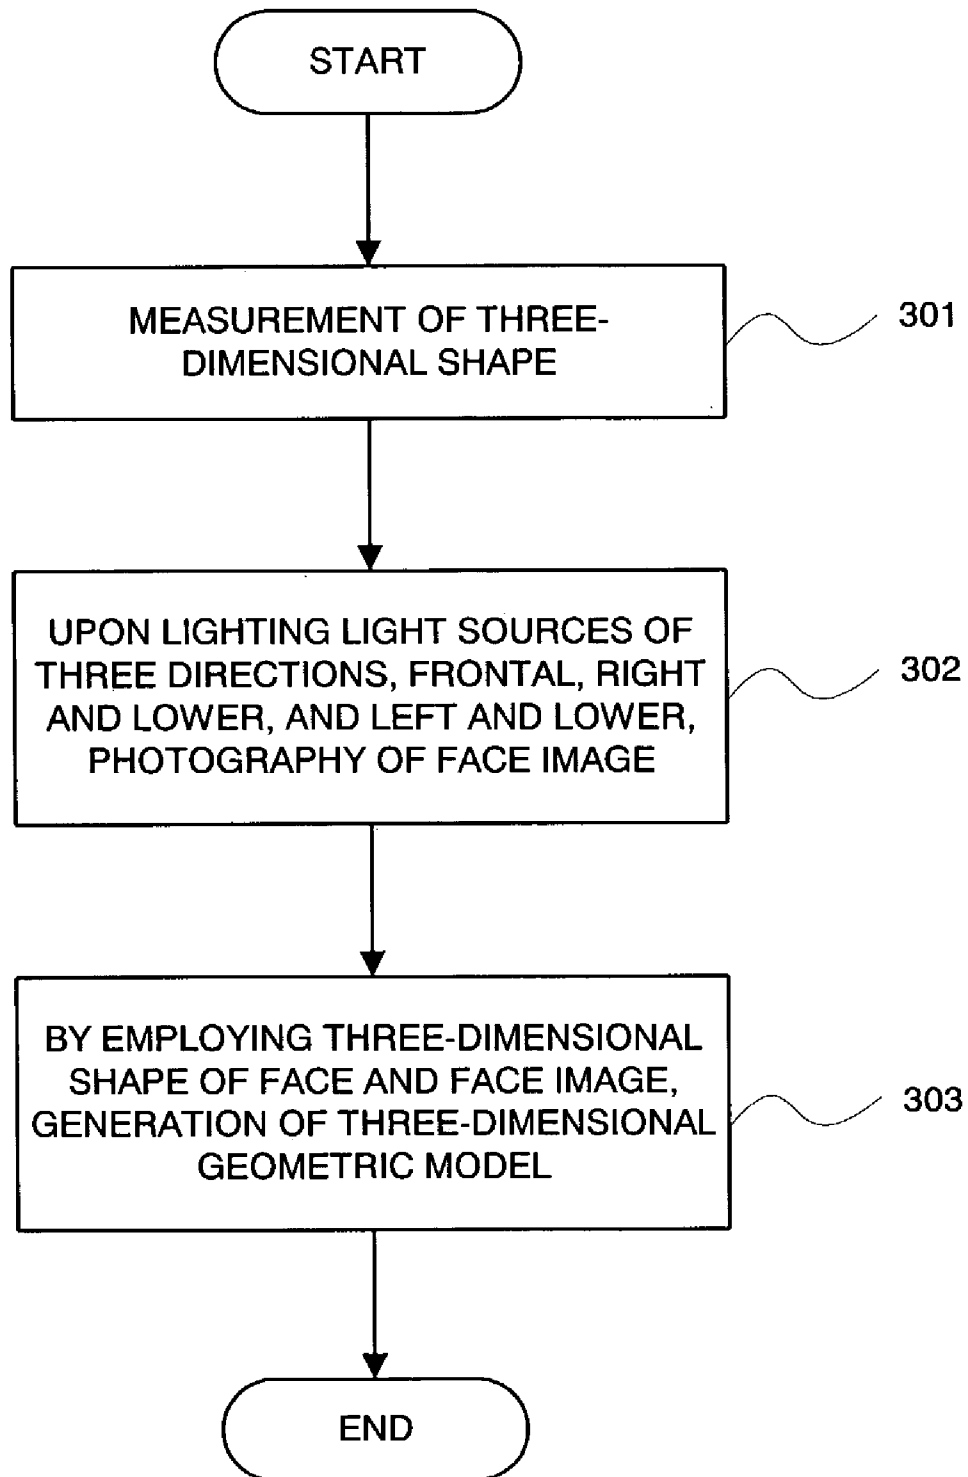 START
MEASUREMENT OF THREE-
DIMENSIONAL SHAPE
301
UPON LIGHTING LIGHT SOURCES OF
THREE DIRECTIONS, FRONTAL, RIGHT
AND LOWER, AND LEFT AND LOWER,
PHOTOGRAPHY OF FACE IMAGE
302
BY EMPLOYING THREE-DIMENSIONAL
SHAPE OF FACE AND FACE IMAGE,
GENERATION OF THREE-DIMENSIONAL
GEOMETRIC MODEL
303
END